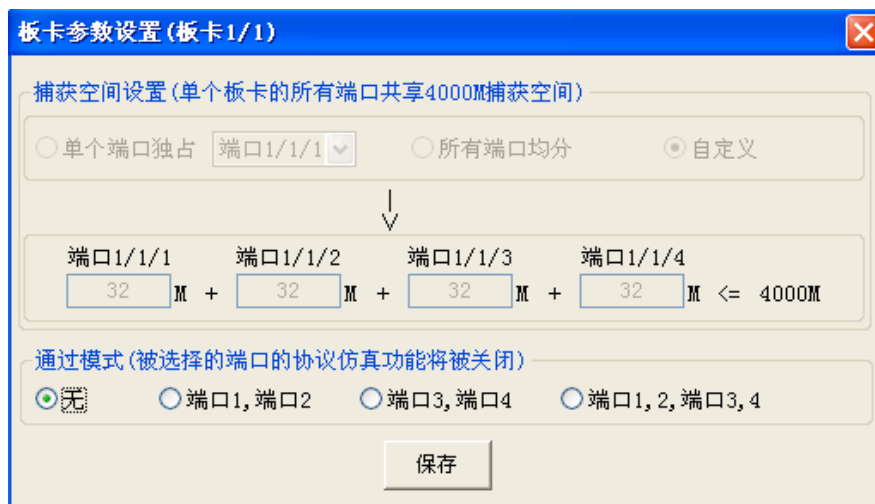 板卡参数设置(板卡1/1)
捕获空间设置(单个板卡的所有端口共享4000M捕获空间)
单个端口独占 端口1/1/1 所有端口均分 自定义
端口1/1/1 端口1/1/2 端口1/1/3 端口1/1/4
32 M + 32 M + 32 M + 32 M <= 4000M
通过模式(被选择的端口的协议仿真功能将被关闭)
无 端口1,端口2 端口3,端口4 端口1,2,端口3,4
保存